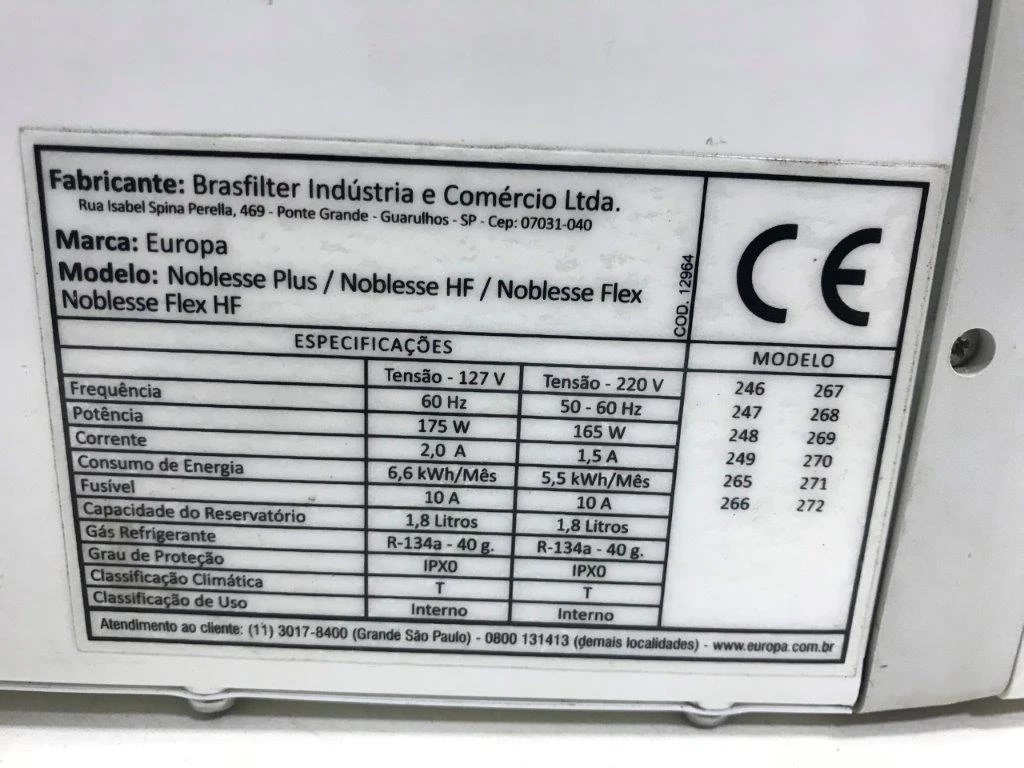 Fabricante: Brasfilter Indústria e Comércio Ltda.
Rua Isabel Spina Perella, 469 - Ponte Grande - Guarulhos - SP - Cep: 07031-040
Marca: Europa
Modelo: Noblesse Plus / Noblesse HF / Noblesse Flex
Noblesse Flex HF
COD. 12964
CE
ESPECIFICAÇÕES
Tensão - 127 V Tensão - 220 V
Frequência 60 Hz 50 - 60 Hz
Potência 175 W 165 W
Corrente 2,0 A 1,5 A
Consumo de Energia 6,6 kWh/Mês 5,5 kWh/Mês
Fusível 10 A 10 A
Capacidade do Reservatório 1,8 Litros 1,8 Litros
Gás Refrigerante R-134a - 40 g. R-134a - 40 g.
Grau de Proteção IPX0 IPX0
Classificação Climática T T
Classificação de Uso Interno Interno
MODELO
246 267
247 268
248 269
249 270
265 271
266 272
Atendimento ao cliente: (11) 3017-8400 (Grande São Paulo) - 0800 131413 (demais localidades) - www.europa.com.br